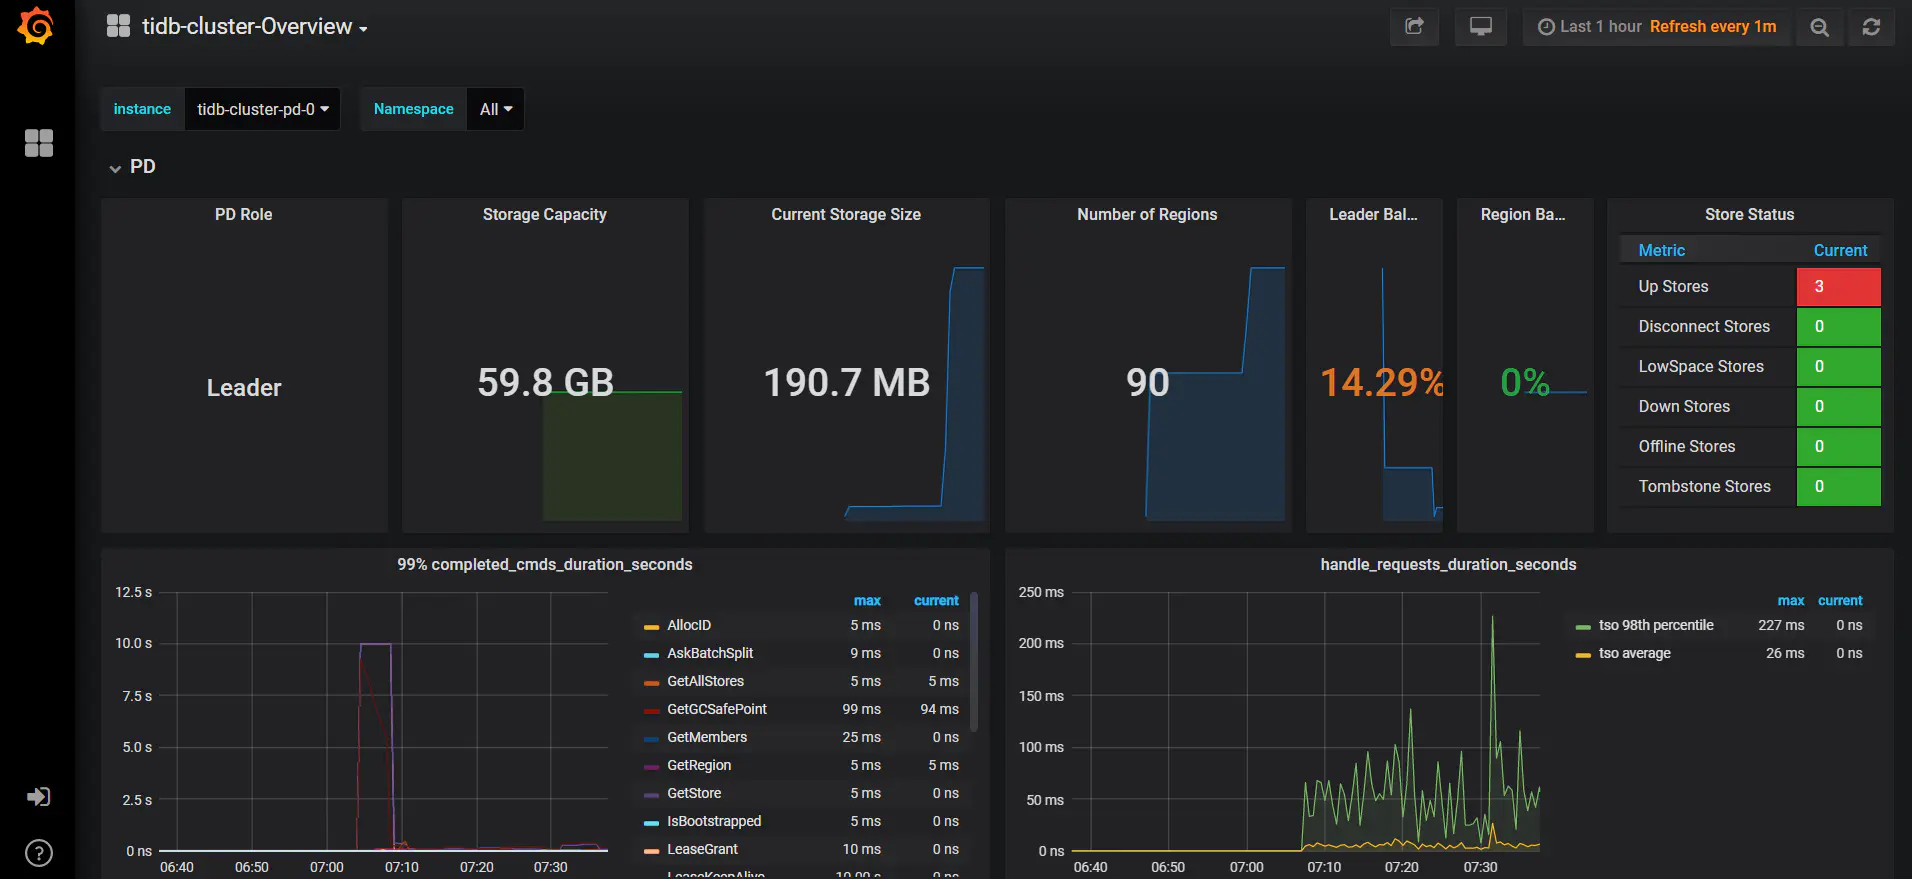 tidb-cluster-Overview
Last 1 hour Refresh every 1m
instance tidb-cluster-pd-0 Namespace All
PD
PD Role
Leader
Storage Capacity
59.8 GB
Current Storage Size
190.7 MB
Number of Regions
90
Leader Bal...
14.29%
Region Ba...
0%
Store Status
Metric Current
Up Stores 3
Disconnect Stores 0
LowSpace Stores 0
Down Stores 0
Offline Stores 0
Tombstone Stores 0
99% completed_cmds_duration_seconds
12.5 s
10.0 s
7.5 s
5.0 s
2.5 s
0 ns
06:40 06:50 07:00 07:10 07:20 07:30
max current
AllocID 5 ms 0 ns
AskBatchSplit 9 ms 0 ns
GetAllStores 5 ms 5 ms
GetGCSafePoint 99 ms 94 ms
GetMembers 25 ms 0 ns
GetRegion 5 ms 5 ms
GetStore 5 ms 0 ns
IsBootstrapped 5 ms 0 ns
LeaseGrant 10 ms 0 ns
LeaseKeepAlive 10.00 s 0 ns
handle_requests_duration_seconds
250 ms
200 ms
150 ms
100 ms
50 ms
0 ns
06:40 06:50 07:00 07:10 07:20 07:30
max current
tso 98th percentile 227 ms 0 ns
tso average 26 ms 0 ns